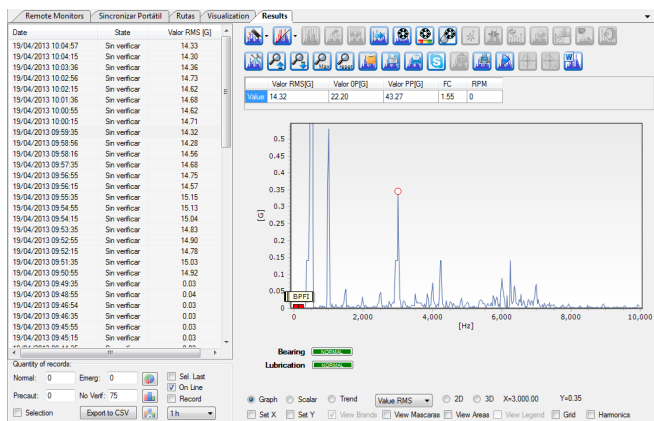 Remote Monitors Sincronizar Portátil Rutas Visualization Results
Date State Valor RMS [G]
19/04/2013 10:04:57 Sin verificar 14.33
19/04/2013 10:04:15 Sin verificar 14.30
19/04/2013 10:03:36 Sin verificar 14.36
19/04/2013 10:02:56 Sin verificar 14.73
19/04/2013 10:02:15 Sin verificar 14.62
19/04/2013 10:01:36 Sin verificar 14.68
19/04/2013 10:00:55 Sin verificar 14.62
19/04/2013 10:00:15 Sin verificar 14.71
19/04/2013 09:59:35 Sin verificar 14.32
19/04/2013 09:58:56 Sin verificar 14.28
19/04/2013 09:58:16 Sin verificar 14.56
19/04/2013 09:57:35 Sin verificar 14.68
19/04/2013 09:56:55 Sin verificar 14.75
19/04/2013 09:56:15 Sin verificar 14.57
19/04/2013 09:55:35 Sin verificar 15.15
19/04/2013 09:54:55 Sin verificar 15.13
19/04/2013 09:54:15 Sin verificar 15.04
19/04/2013 09:53:35 Sin verificar 14.83
19/04/2013 09:52:55 Sin verificar 14.90
19/04/2013 09:52:15 Sin verificar 14.78
19/04/2013 09:51:35 Sin verificar 15.03
19/04/2013 09:50:55 Sin verificar 14.92
19/04/2013 09:49:35 Sin verificar 0.03
19/04/2013 09:48:55 Sin verificar 0.04
19/04/2013 09:46:54 Sin verificar 0.03
19/04/2013 09:46:35 Sin verificar 0.03
19/04/2013 09:45:55 Sin verificar 0.03
19/04/2013 09:45:15 Sin verificar 0.03
Quantity of records:
Normal: 0 Emerg: 0 Sel. Last
On Line
Precaut: 0 No Verif: 75 Record
Selection Export to CSV 1 h
Max Reset
Valor RMS[G] Valor 0P[G] Valor PP[G] FC RPM
Value 14.32 22.20 43.27 1.55 0
0.5
0.45
0.4
0.35
0.3
[G]
0.25
0.2
0.15
0.1
0.05
BPFI
0
0 2,000 4,000 6,000 8,000 10,000
[Hz]
Bearing NORMAL
Lubrication NORMAL
Graph Scalar Trend Value RMS 2D 3D X=3,000.00 Y=0.35
Set X Set Y View Brands View Mascaras View Areas View Legend Grid Harmonics